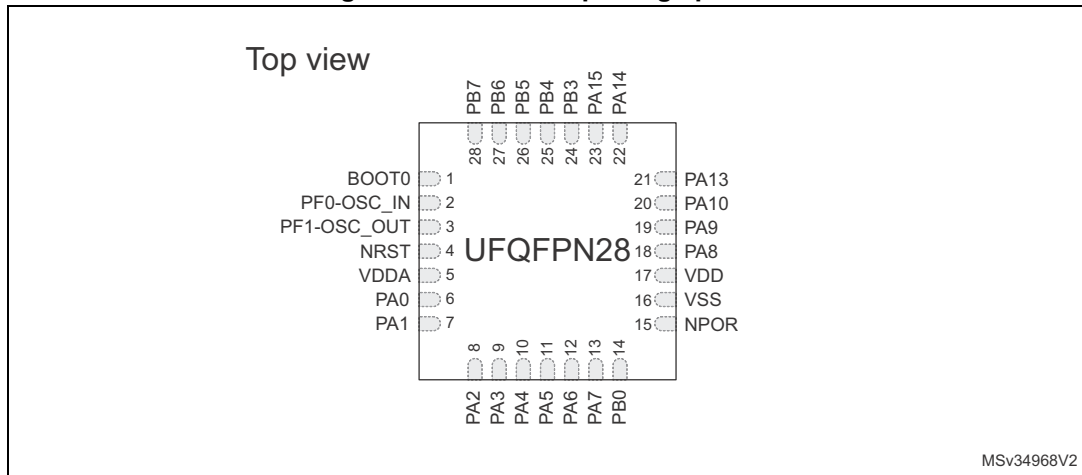 Top view
PB7
PB6
PB5
PB4
PB3
PA15
PA14
28
27
26
25
24
23
22
BOOT0 1
PF0-OSC_IN 2
PF1-OSC_OUT 3
NRST 4
VDDA 5
PA0 6
PA1 7
UFQFPN28
21 PA13
20 PA10
19 PA9
18 PA8
17 VDD
16 VSS
15 NPOR
8
9
10
11
12
13
14
PA2
PA3
PA4
PA5
PA6
PA7
PB0
MSv34968V2